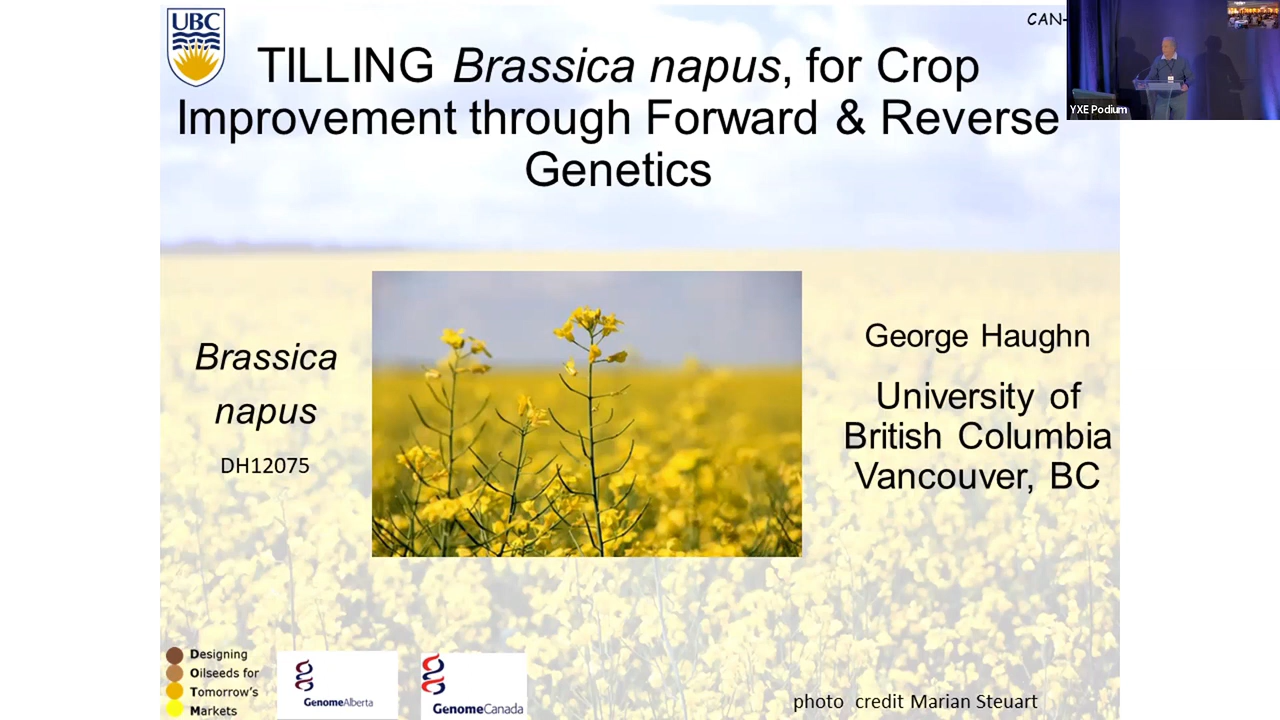 UBC
CAN-
TILLING Brassica napus, for Crop
Improvement through Forward & Reverse
Genetics
YXE Podium
Brassica
napus
DH12075
George Haughn
University of
British Columbia
Vancouver, BC
Designing
Oilseeds for
Tomorrow's
Markets
GenomeAlberta
GenomeCanada
photo credit Marian Steuart